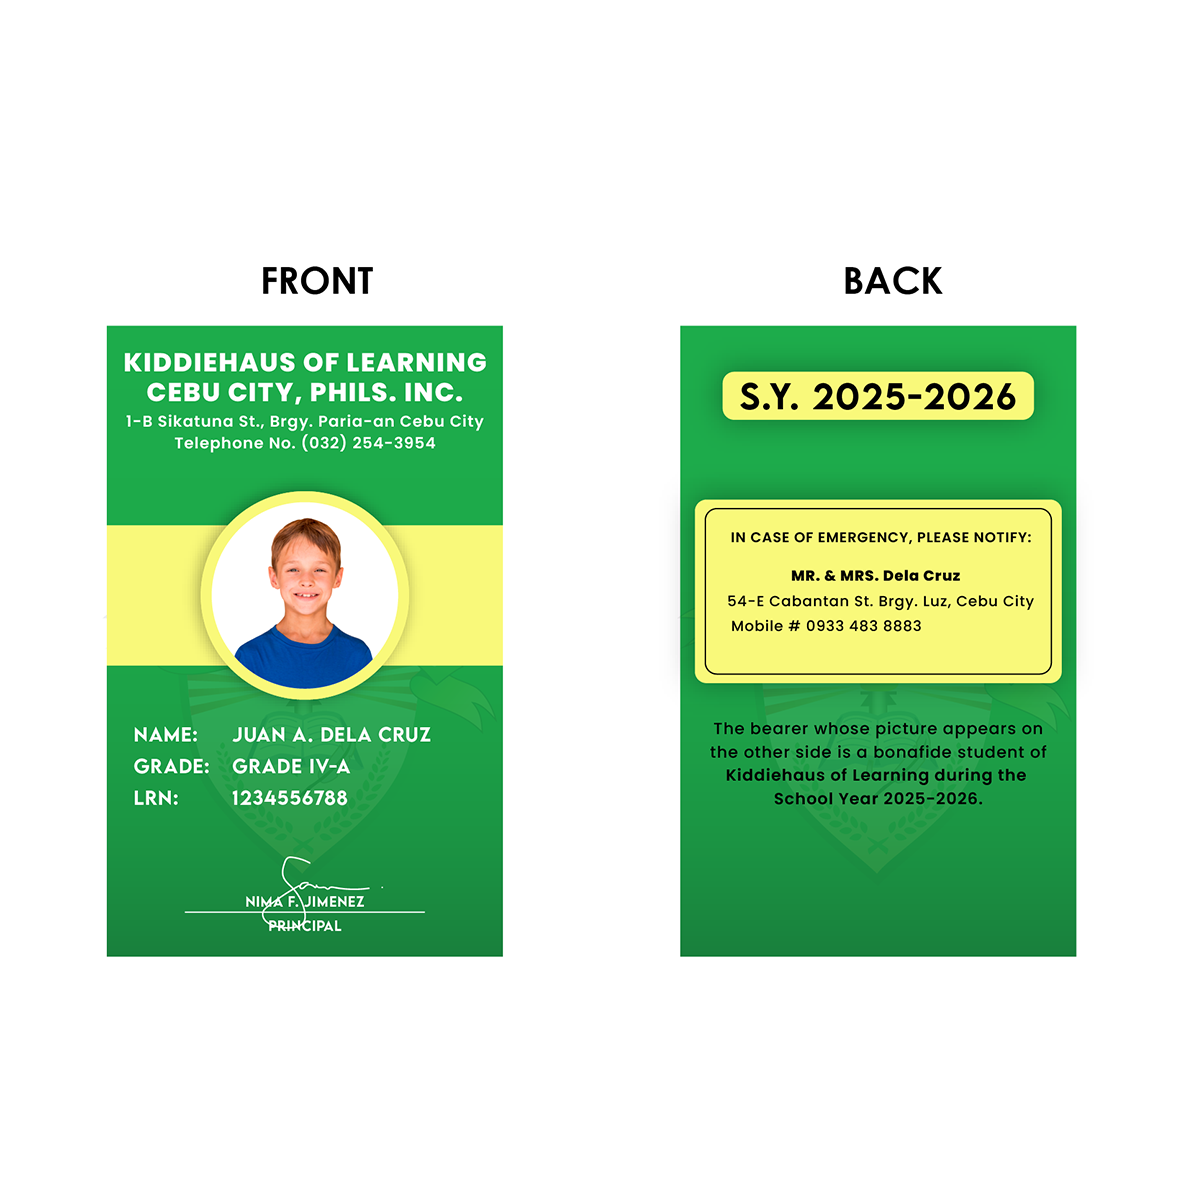 FRONT
KIDDIEHAUS OF LEARNING
CEBU CITY, PHILS. INC.
1-B Sikatuna St., Brgy. Paria-an Cebu City
Telephone No. (032) 254-3954
NAME: JUAN A. DELA CRUZ
GRADE: GRADE IV-A
LRN: 1234556788
NIMA F. JIMENEZ
PRINCIPAL
BACK
S.Y. 2025-2026
IN CASE OF EMERGENCY, PLEASE NOTIFY:
MR. & MRS. Dela Cruz
54-E Cabantan St. Brgy. Luz, Cebu City
Mobile # 0933 483 8883
The bearer whose picture appears on
the other side is a bonafide student of
Kiddiehaus of Learning during the
School Year 2025-2026.